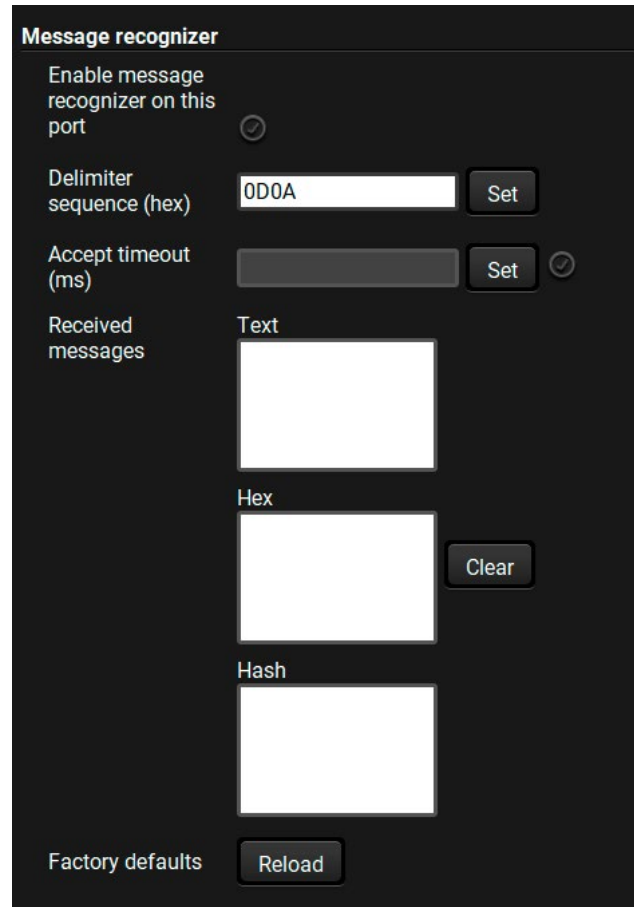 Message recognizer
Enable message
recognizer on this
port
Delimiter
sequence (hex)
0D0A
Set
Accept timeout
(ms)
Set
Received
messages
Text
Hex
Clear
Hash
Factory defaults
Reload